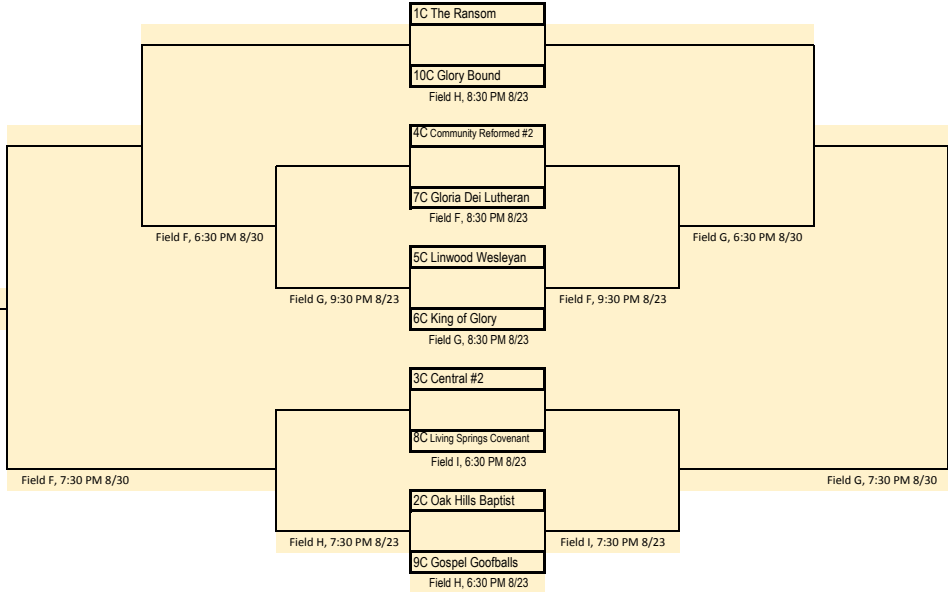 1C The Ransom
10C Glory Bound
Field H, 8:30 PM 8/23
4C Community Reformed #2
7C Gloria Dei Lutheran
Field F, 8:30 PM 8/23
Field F, 6:30 PM 8/30
Field G, 6:30 PM 8/30
5C Linwood Wesleyan
Field G, 9:30 PM 8/23
Field F, 9:30 PM 8/23
6C King of Glory
Field G, 8:30 PM 8/23
3C Central #2
8C Living Springs Covenant
Field I, 6:30 PM 8/23
Field F, 7:30 PM 8/30
Field G, 7:30 PM 8/30
2C Oak Hills Baptist
Field H, 7:30 PM 8/23
Field I, 7:30 PM 8/23
9C Gospel Goofballs
Field H, 6:30 PM 8/23